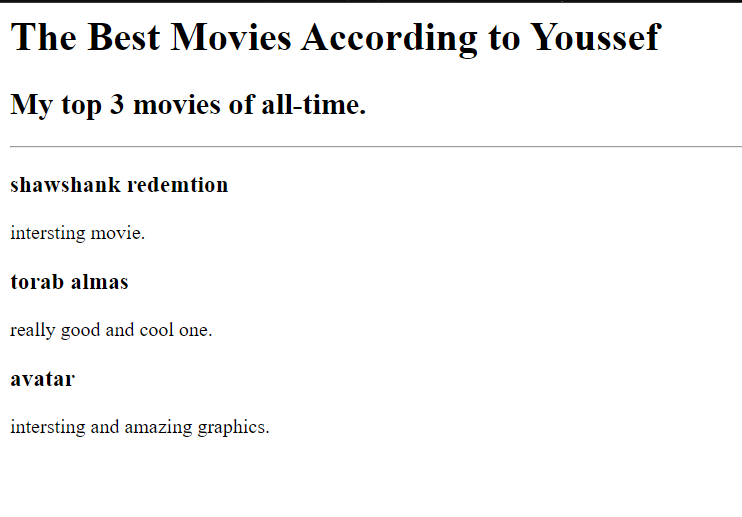 The Best Movies According to Youssef
My top 3 movies of all-time.
shawshank redemtion
intersting movie.
torab almas
really good and cool one.
avatar
intersting and amazing graphics.